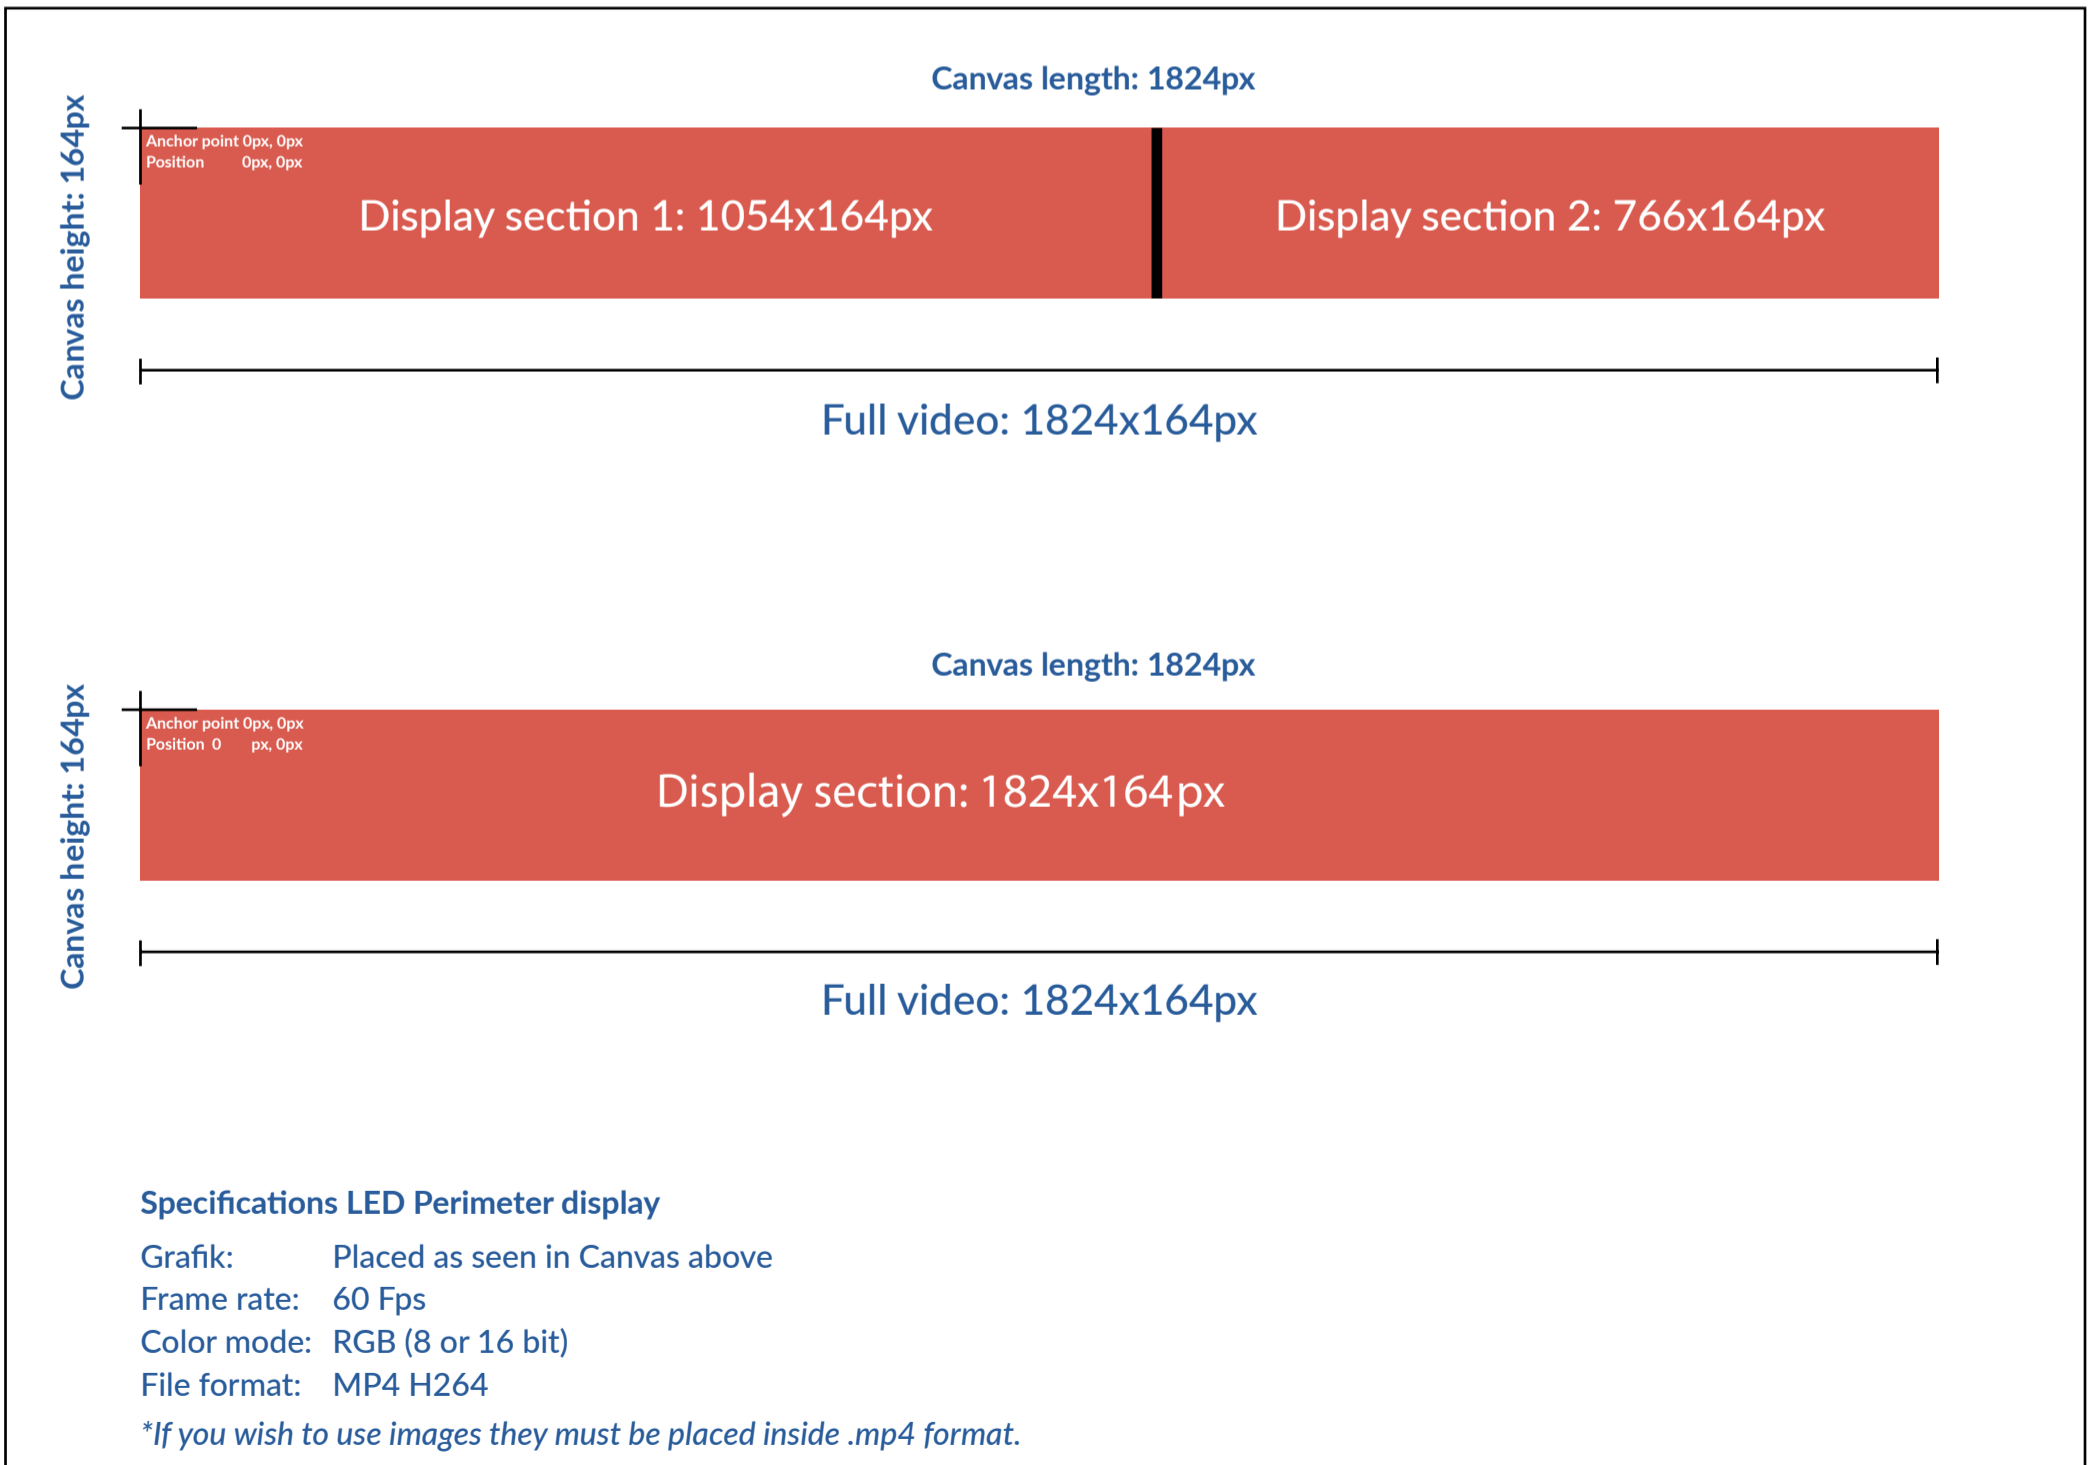 Canvas length: 1824px
Canvas height: 164px
Anchor point 0px, 0px
Position 0px, 0px
Display section 1: 1054x164px
Display section 2: 766x164px
Full video: 1824x164px
Canvas length: 1824px
Canvas height: 164px
Anchor point 0px, 0px
Position 0 px, 0px
Display section: 1824x164px
Full video: 1824x164px
Specifications LED Perimeter display
Grafik: Placed as seen in Canvas above
Frame rate: 60 Fps
Color mode: RGB (8 or 16 bit)
File format: MP4 H264
*If you wish to use images they must be placed inside .mp4 format.